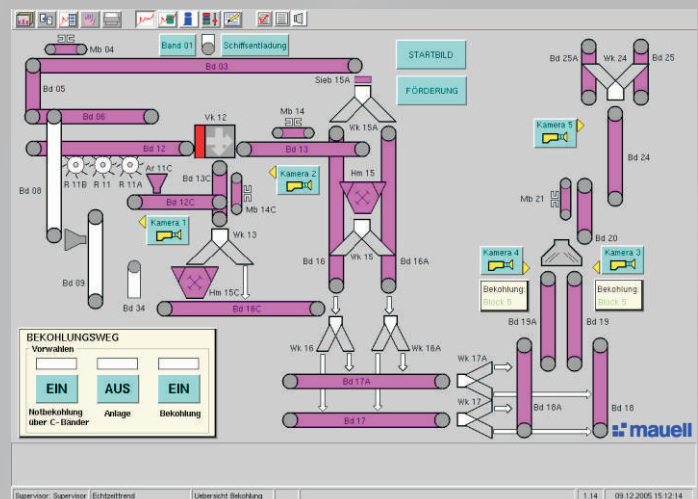 Mb 04
Band 01
Schiffsentladung
STARTBILD
FÖRDERUNG
Bd 03
Sieb 15A
Bd 25A
Wk 24
Bd 25
Bd 05
Bd 06
Vk 12
Mb 14
Wk 15A
Kamera 5
Bd 12
Bd 13
Bd 24
R 11B
R 11
R 11A
Ar 11C
Bd 13C
Kamera 2
Hm 15
Bd 08
Bd 12C
Mb 14C
Mb 21
Kamera 1
Wk 13
Wk 15
Bd 20
Bd 09
Bd 34
Hm 15C
Bd 16
Bd 16A
Kamera 4
Kamera 3
Bekohlung:
Block 5
Bekohlung:
Block 5
Bd 16C
Bd 19A
Bd 19
BEKOHLUNGSWEG
Vorwahlen
EIN
AUS
EIN
Notbekohlung
über C-Bänder
Anlage
Bekohlung
Wk 16
Wk 16A
Wk 17A
Bd 17A
Wk 17
Bd 17
Bd 18A
Bd 18
mauell
Supervisor: Supervisor
Echtzeittrend
Uebersicht Bekohlung
1.14
09.12.2005 15:12:14